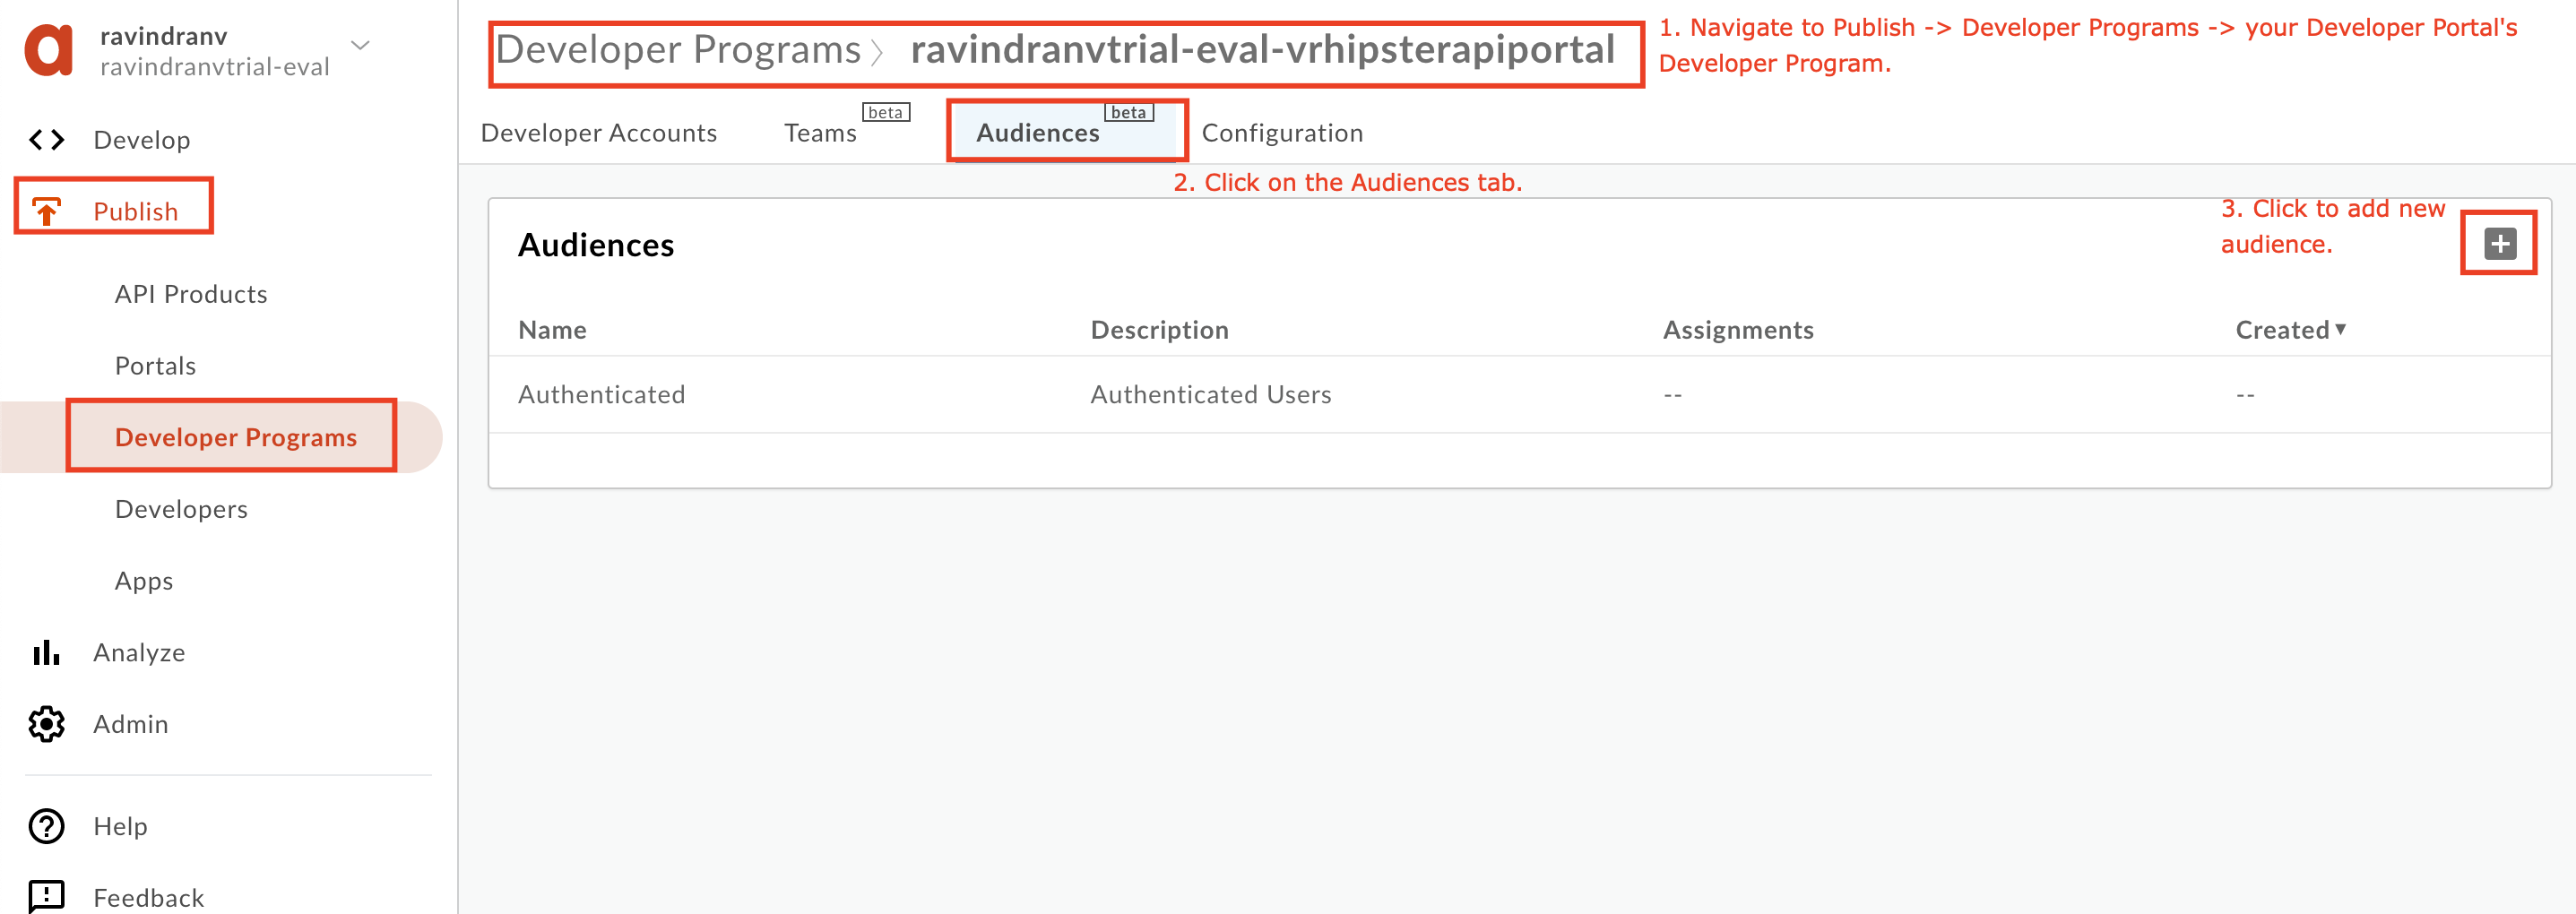 ravindranv
ravindranvtrial-eval
Develop
Publish
API Products
Portals
Developer Programs
Developers
Apps
Analyze
Admin
Help
Feedback
Developer Programs > ravindranvtrial-eval-vrhipsterapiportal
1. Navigate to Publish -> Developer Programs -> your Developer Portal's
Developer Program.
Developer Accounts Teams beta Audiences beta Configuration
2. Click on the Audiences tab.
3. Click to add new
audience.
Audiences
Name Description Assignments Created
Authenticated Authenticated Users -- --